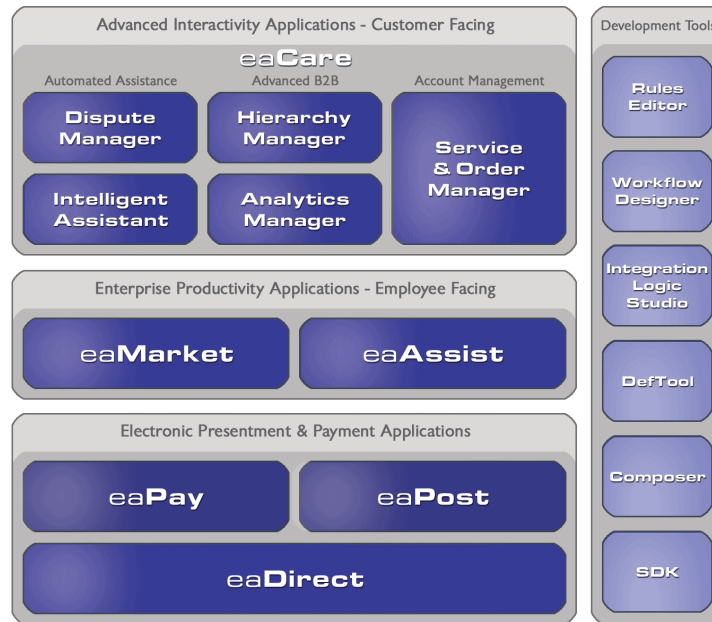 Advanced Interactivity Applications - Customer Facing
eaCare
Automated Assistance
Advanced B2B
Account Management
Dispute
Manager
Hierarchy
Manager
Service
& Order
Manager
Intelligent
Assistant
Analytics
Manager
Enterprise Productivity Applications - Employee Facing
eaMarket
eaAssist
Electronic Presentment & Payment Applications
eaPay
eaPost
eaDirect
Development Tools
Rules
Editor
Workflow
Designer
Integration
Logic
Studio
DefTool
Composer
SDK